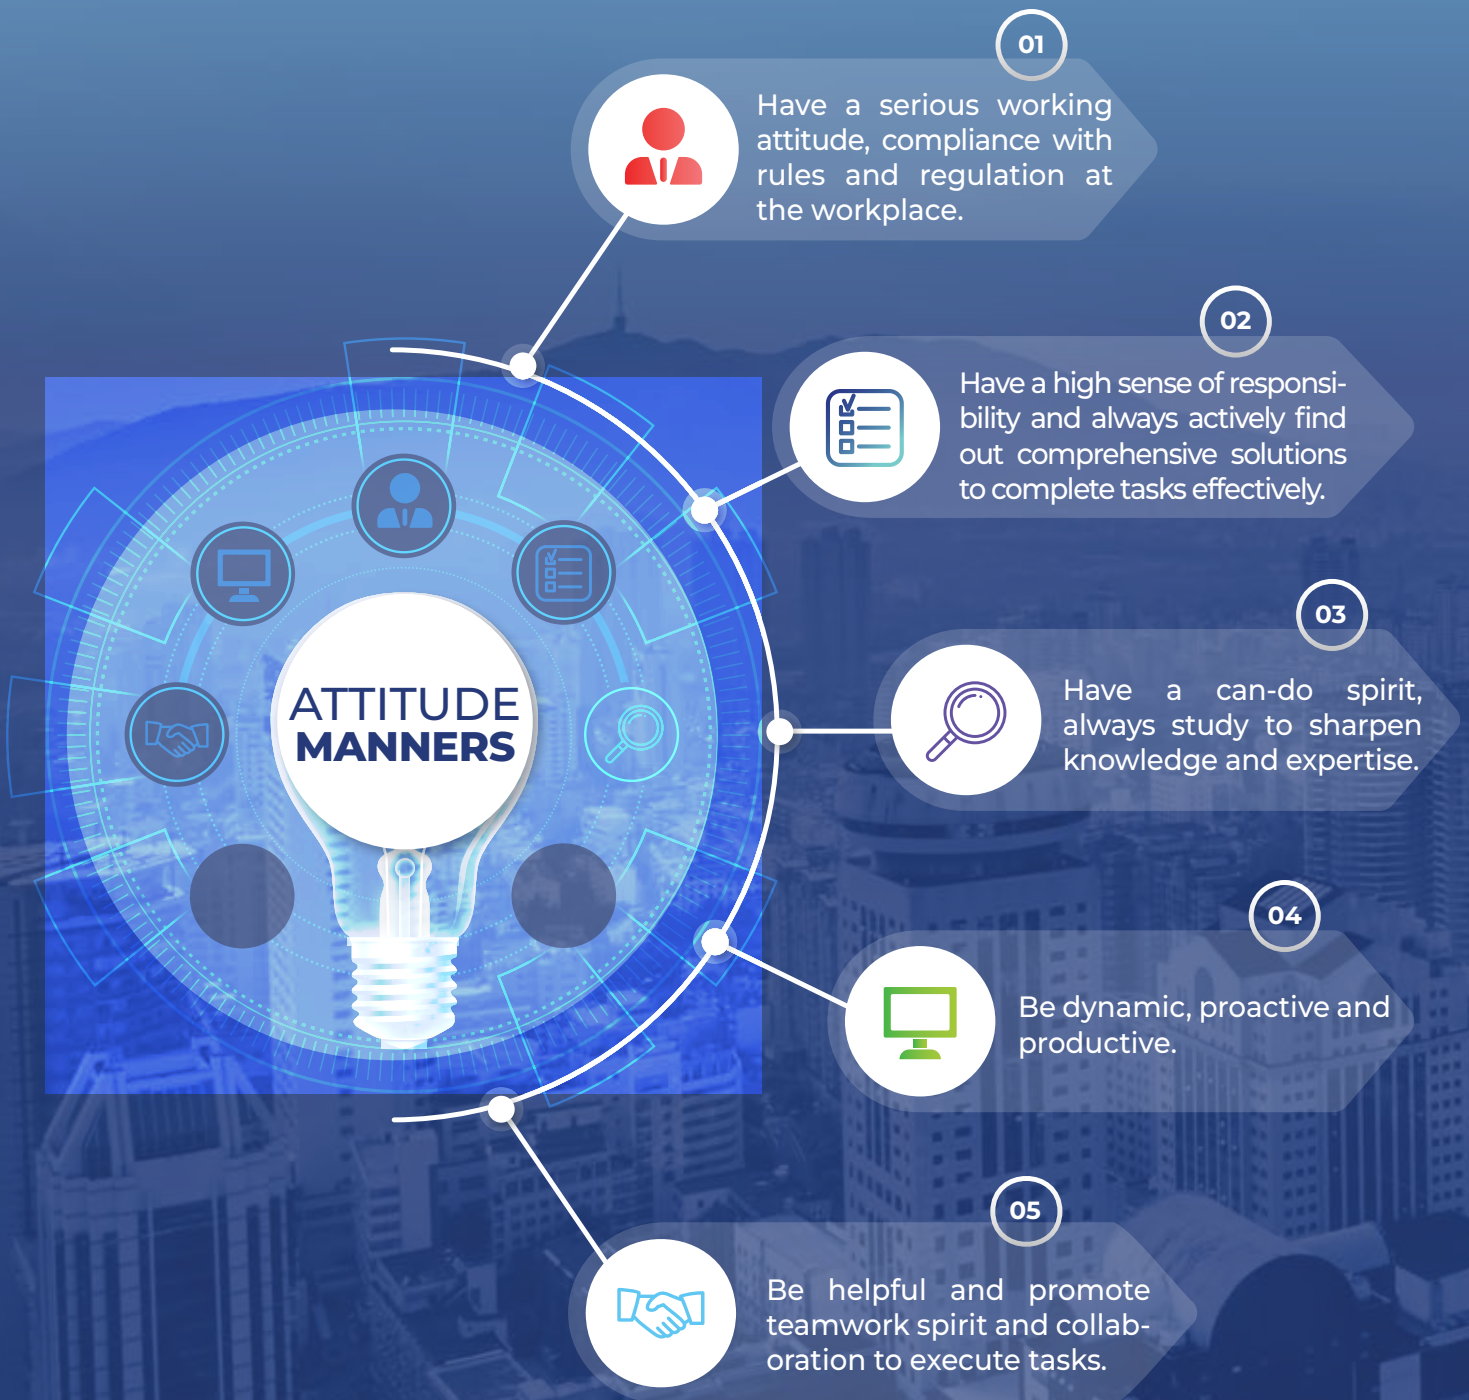 01
Have a serious working
attitude, compliance with
rules and regulation at
the workplace.
02
Have a high sense of responsi-
bility and always actively find
out comprehensive solutions
to complete tasks effectively.
03
Have a can-do spirit,
always study to sharpen
knowledge and expertise.
ATTITUDE
MANNERS
04
Be dynamic, proactive and
productive.
05
Be helpful and promote
teamwork spirit and collab-
oration to execute tasks.